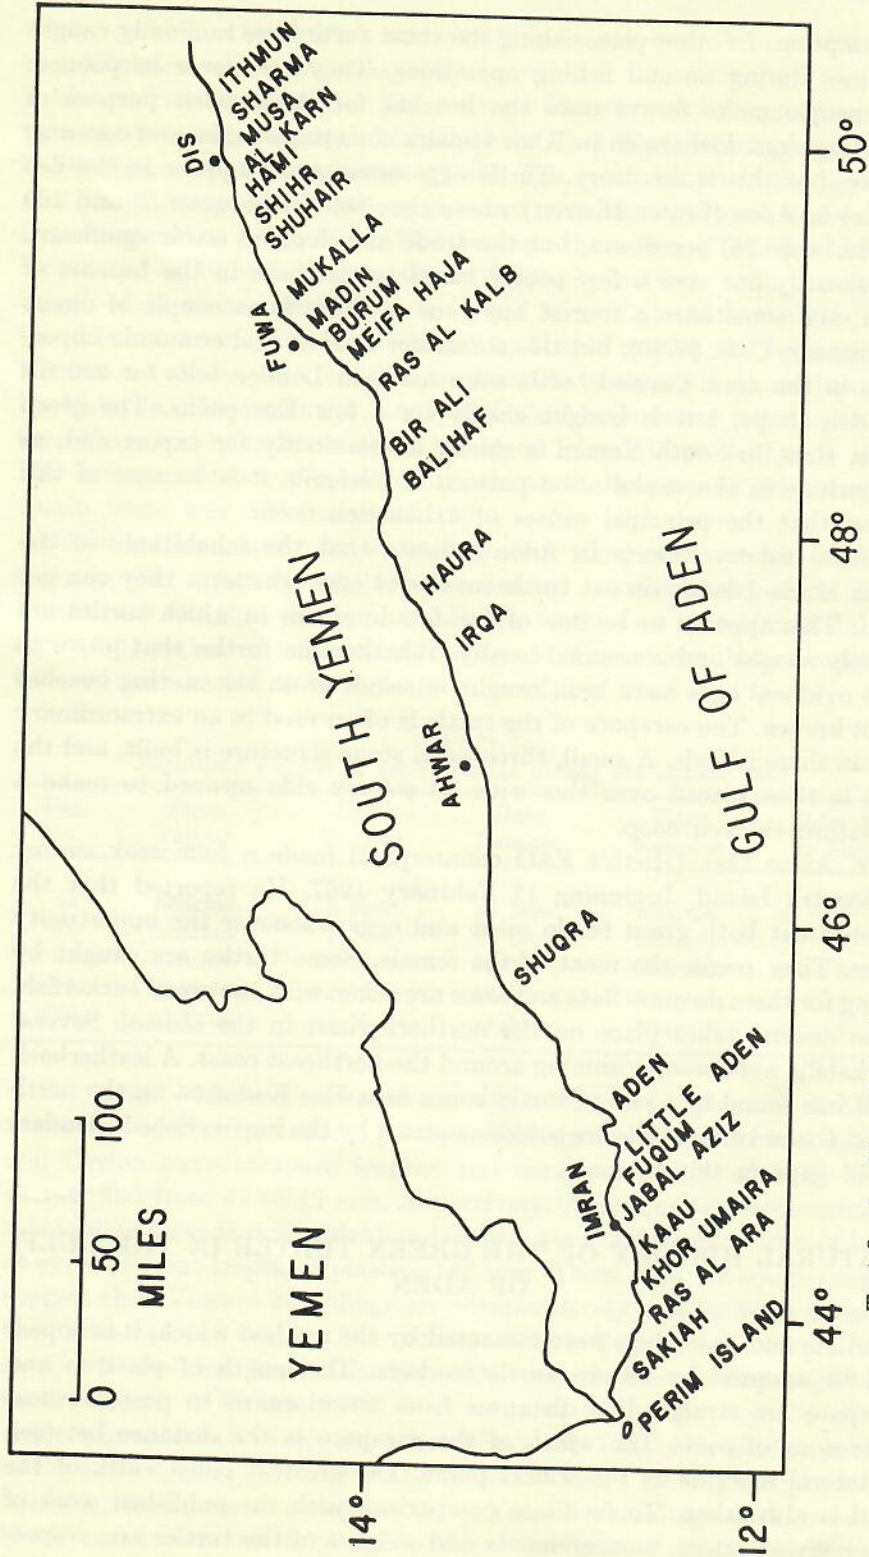 DIS
ITHMUN
SHARMA
MUSA
AL KARN
HAMI
SHIHR
SHUHAIR
MUKALLA
FUWA
MADIN
BURUM
MEIFA HAJA
RAS AL KALB
BIR ALI
BALIHAF
HAURA
IRQA
AHWAR
SHUQRA
ADEN
LITTLE ADEN
FUQUM
JABAL AZIZ
IMRAN
KAAU
KHOR UMAIRA
RAS AL ARA
SAKIAH
PERIM ISLAND
SOUTH YEMEN
GULF OF ADEN
YEMEN
MILES
0 50 100
14°
12°
44°
46°
48°
50°